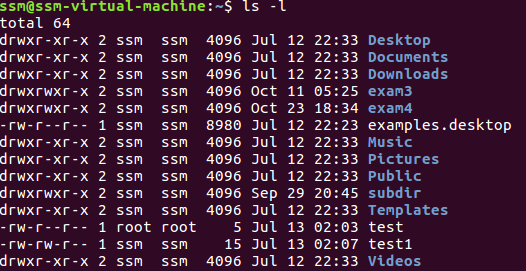 ssm@ssm-virtual-machine:~$ ls -l
total 64
drwxr-xr-x 2 ssm  ssm  4096 Jul 12 22:33 Desktop
drwxr-xr-x 2 ssm  ssm  4096 Jul 12 22:33 Documents
drwxr-xr-x 2 ssm  ssm  4096 Jul 12 22:33 Downloads
drwxrwxr-x 2 ssm  ssm  4096 Oct 11 05:25 exam3
drwxrwxr-x 2 ssm  ssm  4096 Oct 23 18:34 exam4
-rw-r--r-- 1 ssm  ssm  8980 Jul 12 22:23 examples.desktop
drwxr-xr-x 2 ssm  ssm  4096 Jul 12 22:33 Music
drwxr-xr-x 2 ssm  ssm  4096 Jul 12 22:33 Pictures
drwxr-xr-x 2 ssm  ssm  4096 Jul 12 22:33 Public
drwxrwxr-x 2 ssm  ssm  4096 Sep 29 20:45 subdir
drwxr-xr-x 2 ssm  ssm  4096 Jul 12 22:33 Templates
-rw-r--r-- 1 root root    5 Jul 13 02:03 test
-rw-rw-r-- 1 ssm  ssm    15 Jul 13 02:07 test1
drwxr-xr-x 2 ssm  ssm  4096 Jul 12 22:33 Videos